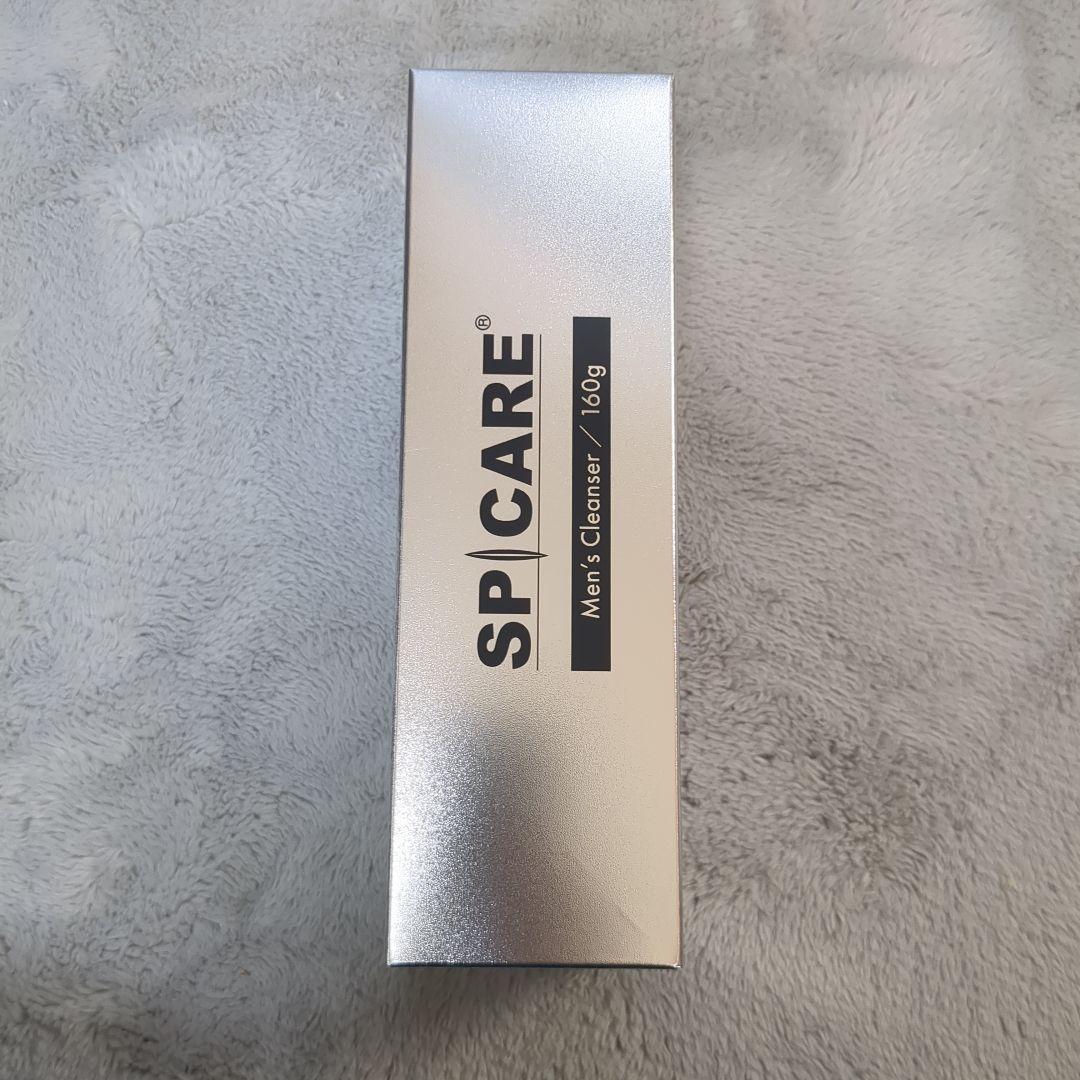 SPICARE®
Men's Cleanser / 160g